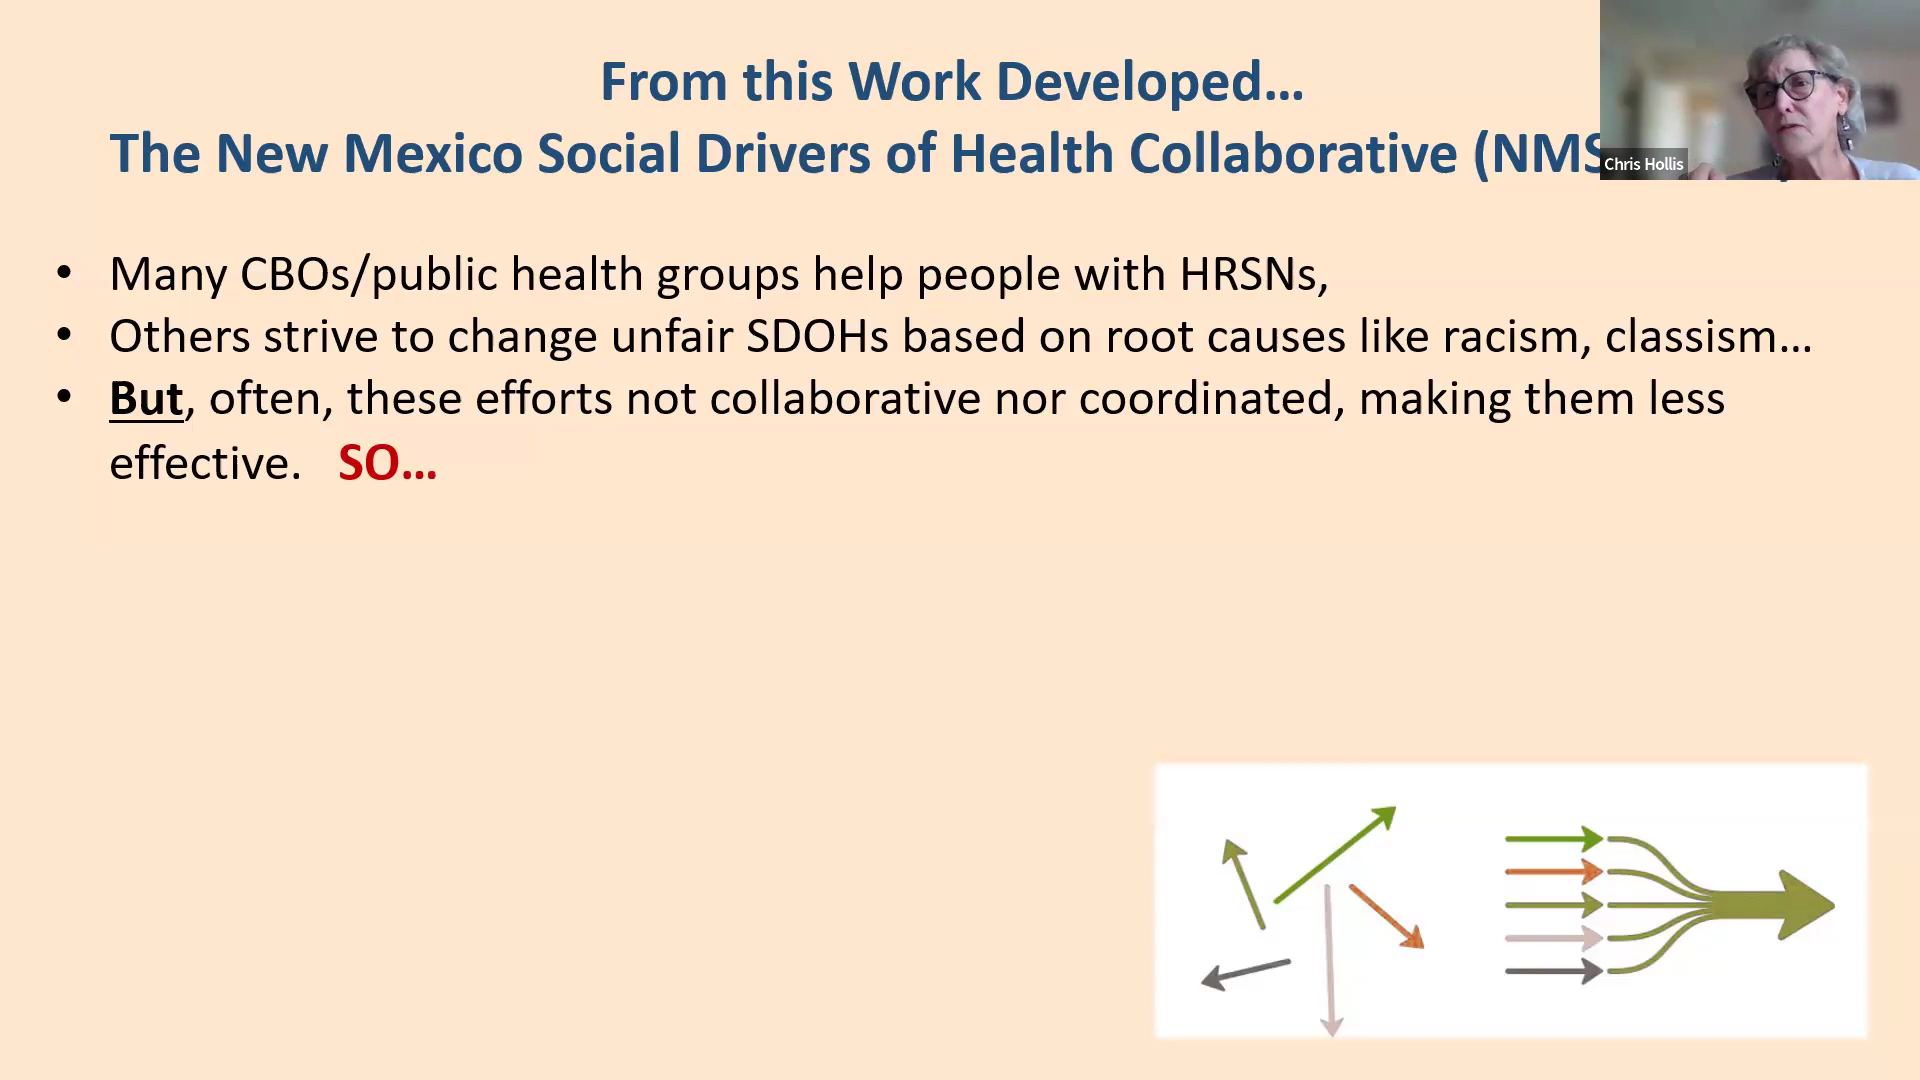 From this Work Developed...
The New Mexico Social Drivers of Health Collaborative (NMS
Chris Hollis
• Many CBOs/public health groups help people with HRSNs,
• Others strive to change unfair SDOHs based on root causes like racism, classism...
• But, often, these efforts not collaborative nor coordinated, making them less
effective. SO...